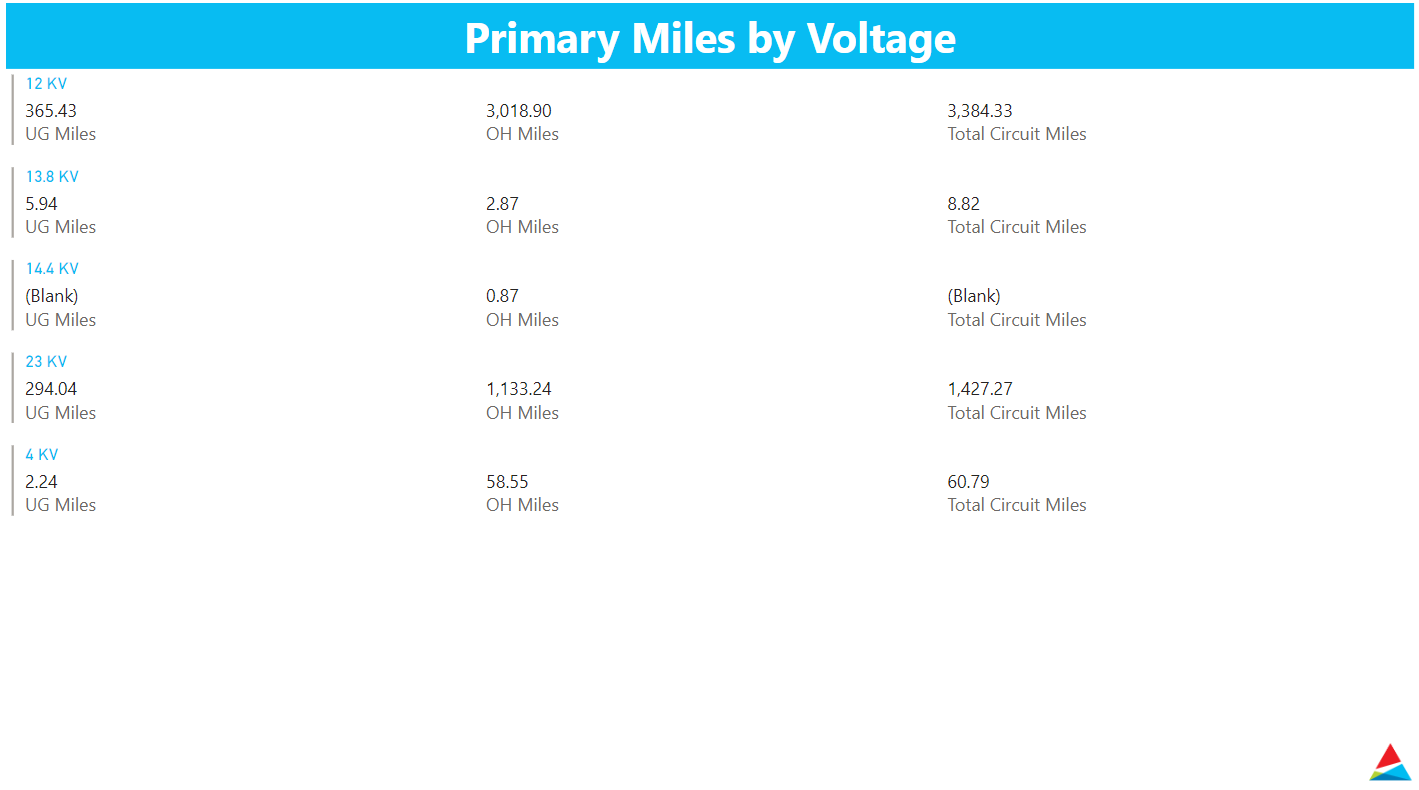 Primary Miles by Voltage
12 KV
365.43 3,018.90 3,384.33
UG Miles OH Miles Total Circuit Miles
13.8 KV
5.94 2.87 8.82
UG Miles OH Miles Total Circuit Miles
14.4 KV
(Blank) 0.87 (Blank)
UG Miles OH Miles Total Circuit Miles
23 KV
294.04 1,133.24 1,427.27
UG Miles OH Miles Total Circuit Miles
4 KV
2.24 58.55 60.79
UG Miles OH Miles Total Circuit Miles